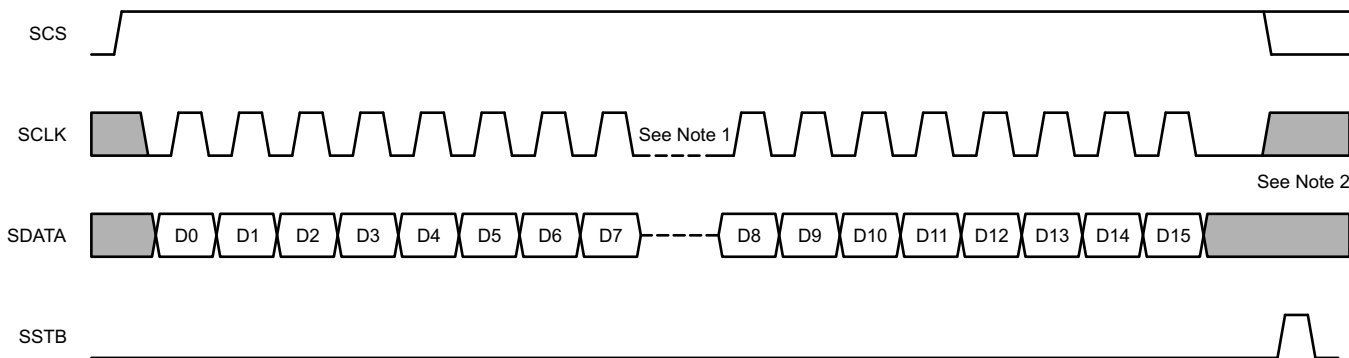 SCS
SCLK
See Note 1
See Note 2
SDATA
D0 D1 D2 D3 D4 D5 D6 D7 D8 D9 D10 D11 D12 D13 D14 D15
SSTB